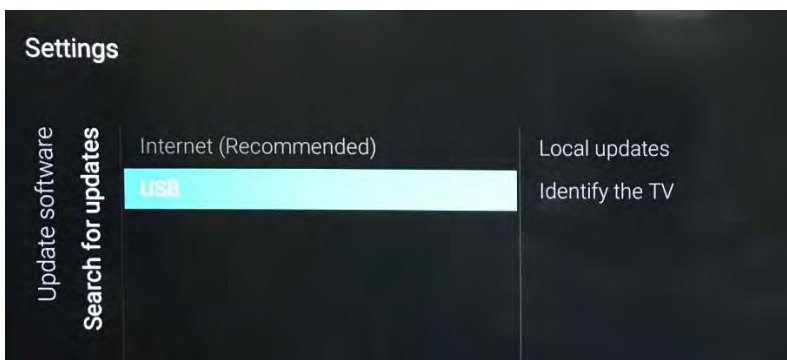 Settings
Update software
Search for updates
Internet (Recommended)
USB
Local updates
Identify the TV